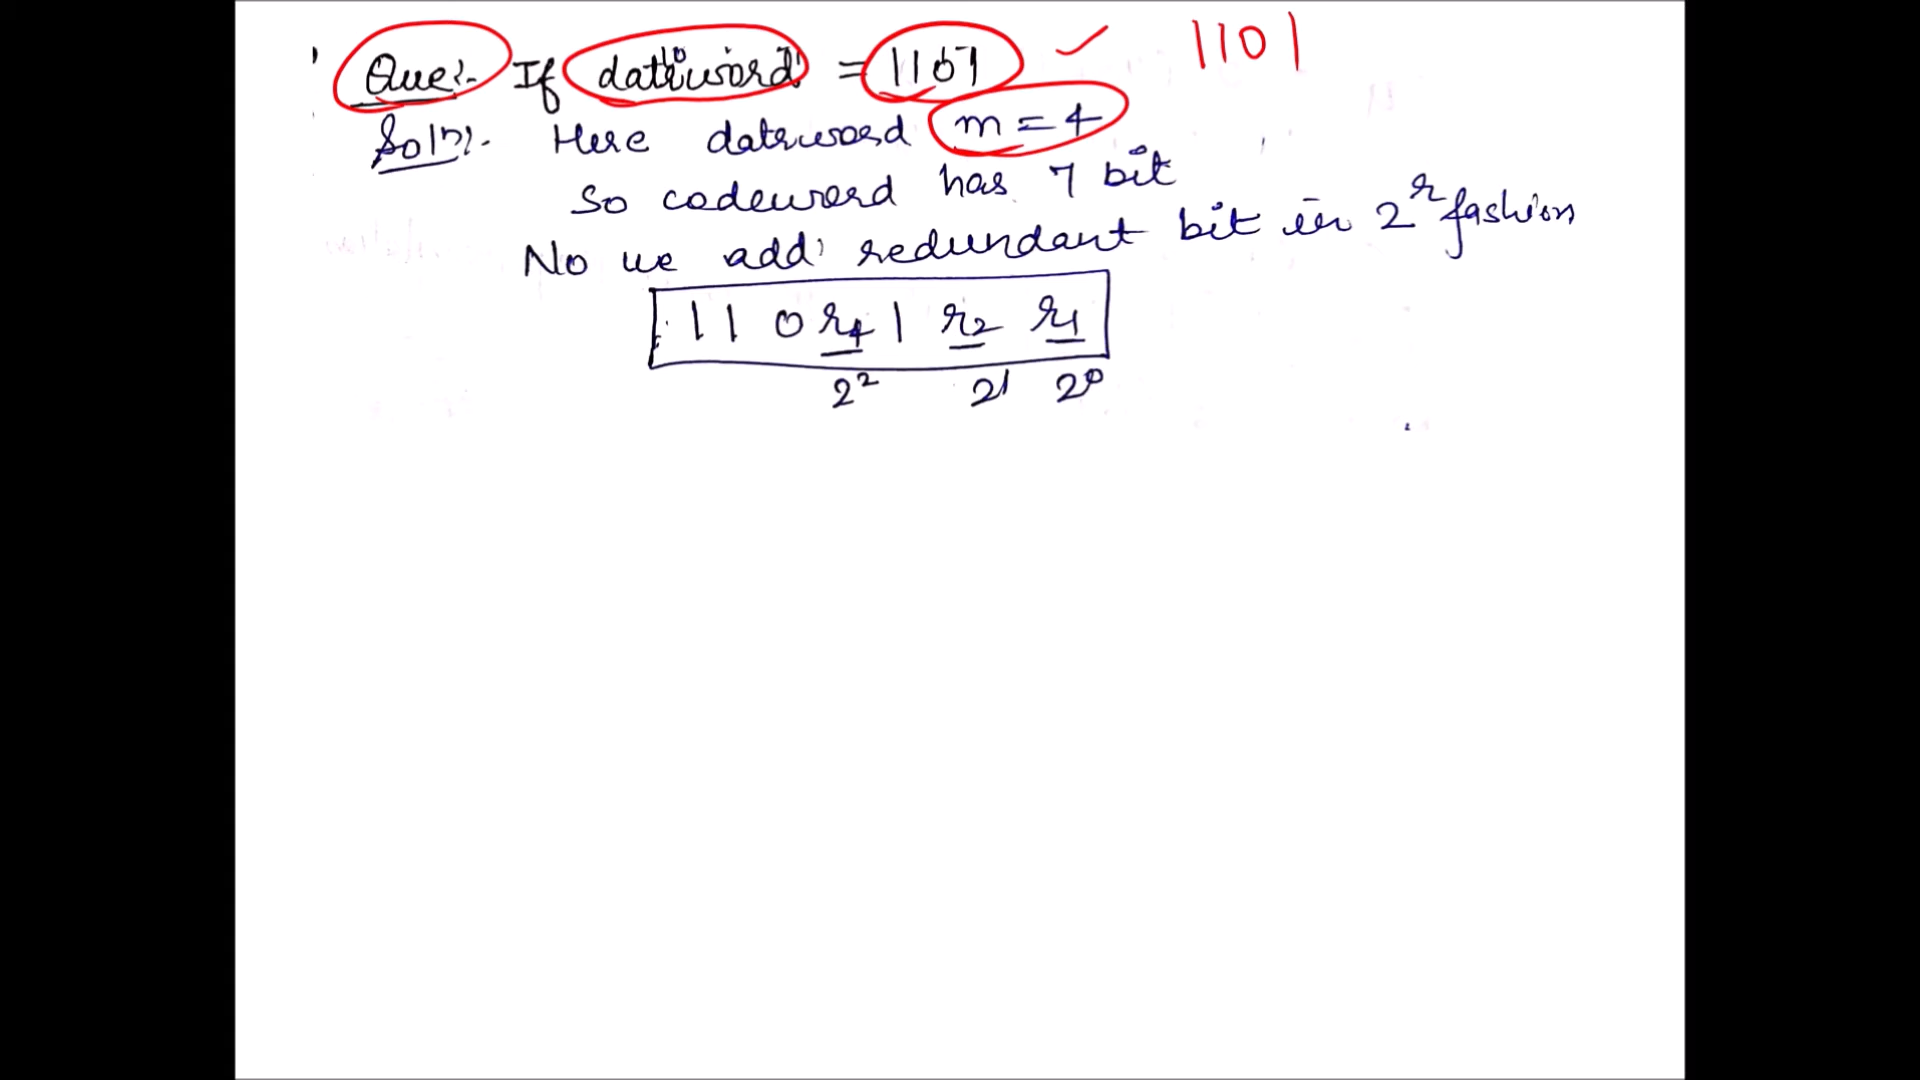 Que:- If dataword = 1101 ✓ 1101
Soln:- Here dataword m = 4
So codeword has 7 bit
No we add redundant bit in 2^r fashion
1 1 0 r4 1 r2 r1
2^2 2^1 2^0